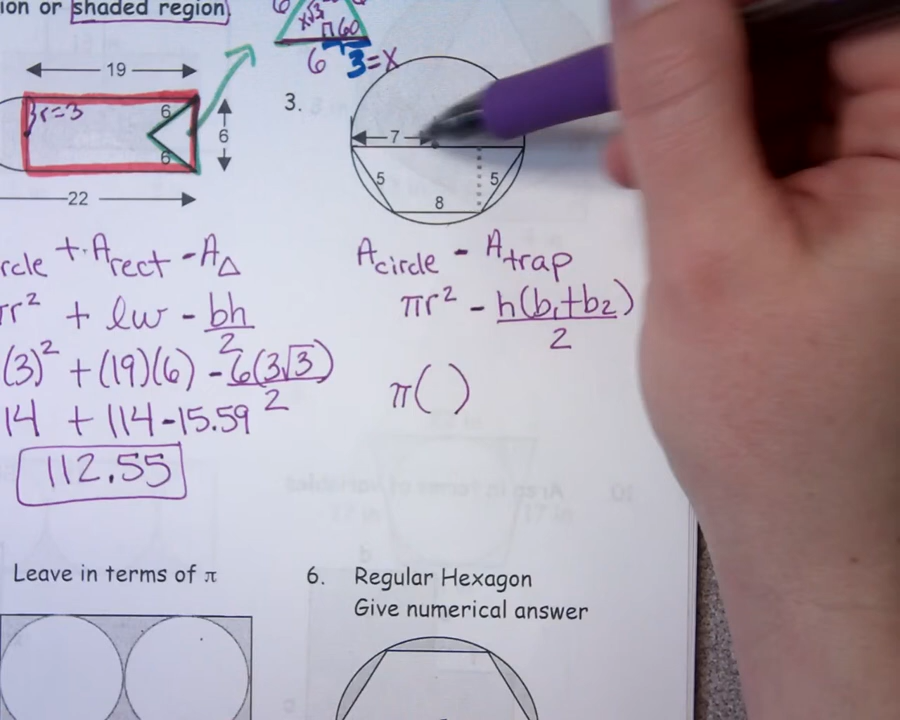 ion or shaded region
6
x√3
60
6 3=x
19
r=3
6
6
6
22
rcle + Arect - A△
πr² + lw - bh/2
(3)² + (19)(6) - 6(3√3)/2
14 + 114-15.59
112.55
3.
7
5
5
8
Acircle - Atrap
πr² - h(b₁+b₂)/2
π( )
Leave in terms of π
6. Regular Hexagon
Give numerical answer